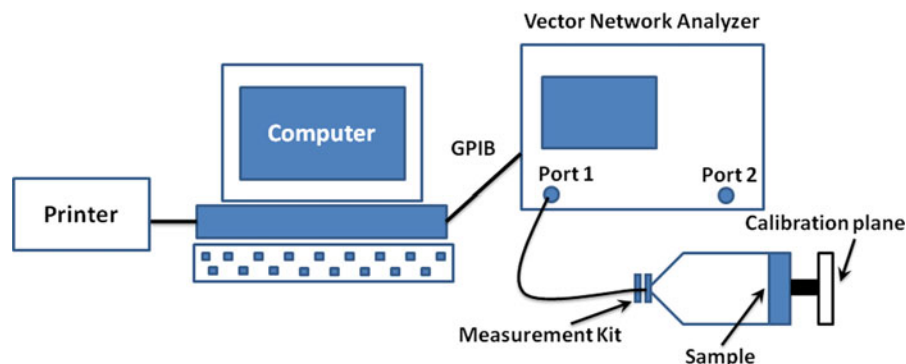 Vector Network Analyzer
Computer
GPIB
Port 1
Port 2
Printer
Calibration plane
Measurement Kit
Sample